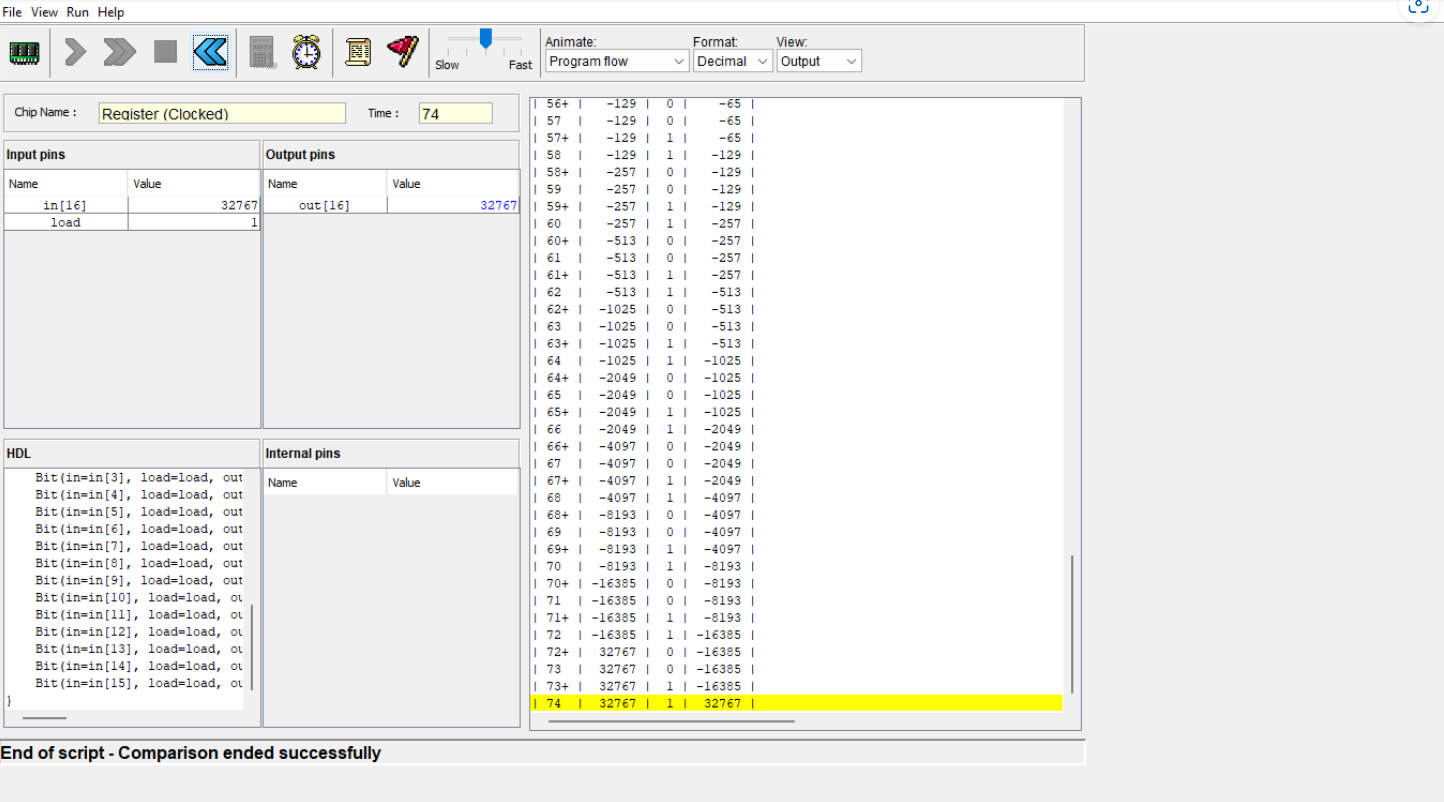 File View Run Help
Slow Fast
Animate: Format: View:
Program flow Decimal Output
Chip Name : Register (Clocked) Time : 74
Input pins
Name Value
in[16] 32767
load 1
Output pins
Name Value
out[16] 32767
HDL
Bit(in=in[3], load=load, out
Bit(in=in[4], load=load, out
Bit(in=in[5], load=load, out
Bit(in=in[6], load=load, out
Bit(in=in[7], load=load, out
Bit(in=in[8], load=load, out
Bit(in=in[9], load=load, out
Bit(in=in[10], load=load, ou
Bit(in=in[11], load=load, ou
Bit(in=in[12], load=load, ou
Bit(in=in[13], load=load, ou
Bit(in=in[14], load=load, ou
Bit(in=in[15], load=load, ou
}
Internal pins
Name Value
| 56+ | -129 | 0 | -65 |
| 57 | -129 | 0 | -65 |
| 57+ | -129 | 1 | -65 |
| 58 | -129 | 1 | -129 |
| 58+ | -257 | 0 | -129 |
| 59 | -257 | 0 | -129 |
| 59+ | -257 | 1 | -129 |
| 60 | -257 | 1 | -257 |
| 60+ | -513 | 0 | -257 |
| 61 | -513 | 0 | -257 |
| 61+ | -513 | 1 | -257 |
| 62 | -513 | 1 | -513 |
| 62+ | -1025 | 0 | -513 |
| 63 | -1025 | 0 | -513 |
| 63+ | -1025 | 1 | -513 |
| 64 | -1025 | 1 | -1025 |
| 64+ | -2049 | 0 | -1025 |
| 65 | -2049 | 0 | -1025 |
| 65+ | -2049 | 1 | -1025 |
| 66 | -2049 | 1 | -2049 |
| 66+ | -4097 | 0 | -2049 |
| 67 | -4097 | 0 | -2049 |
| 67+ | -4097 | 1 | -2049 |
| 68 | -4097 | 1 | -4097 |
| 68+ | -8193 | 0 | -4097 |
| 69 | -8193 | 0 | -4097 |
| 69+ | -8193 | 1 | -4097 |
| 70 | -8193 | 1 | -8193 |
| 70+ | -16385 | 0 | -8193 |
| 71 | -16385 | 0 | -8193 |
| 71+ | -16385 | 1 | -8193 |
| 72 | -16385 | 1 | -16385 |
| 72+ | 32767 | 0 | -16385 |
| 73 | 32767 | 0 | -16385 |
| 73+ | 32767 | 1 | -16385 |
| 74 | 32767 | 1 | 32767 |
End of script - Comparison ended successfully